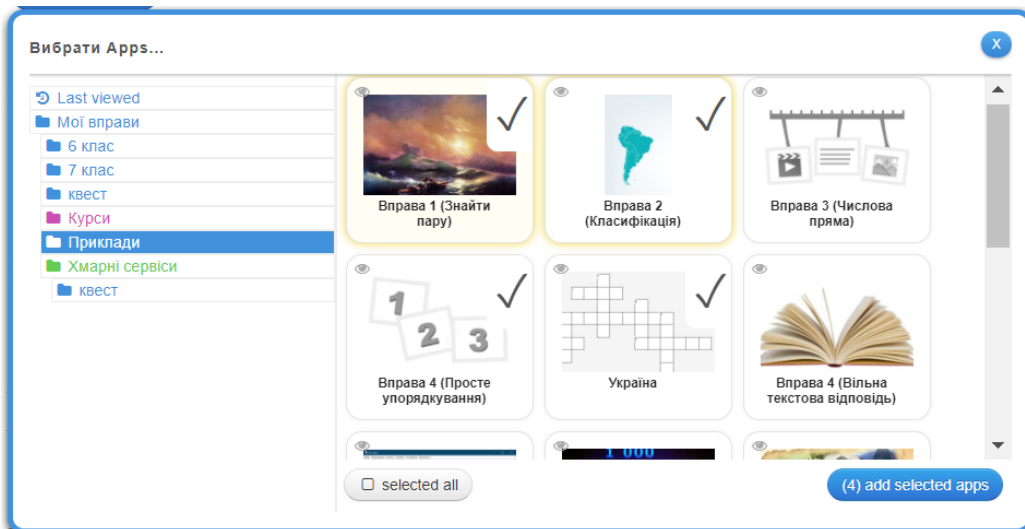 Вибрати Apps...
X
Last viewed
Мої вправи
6 клас
7 клас
квест
Курси
Приклади
Хмарні сервіси
квест
Вправа 1 (Знайти
пару)
Вправа 2
(Класифікація)
Вправа 3 (Числова
пряма)
1
2
3
Вправа 4 (Просте
упорядкування)
Україна
Вправа 4 (Вільна
текстова відповідь)
1 000
selected all
(4) add selected apps